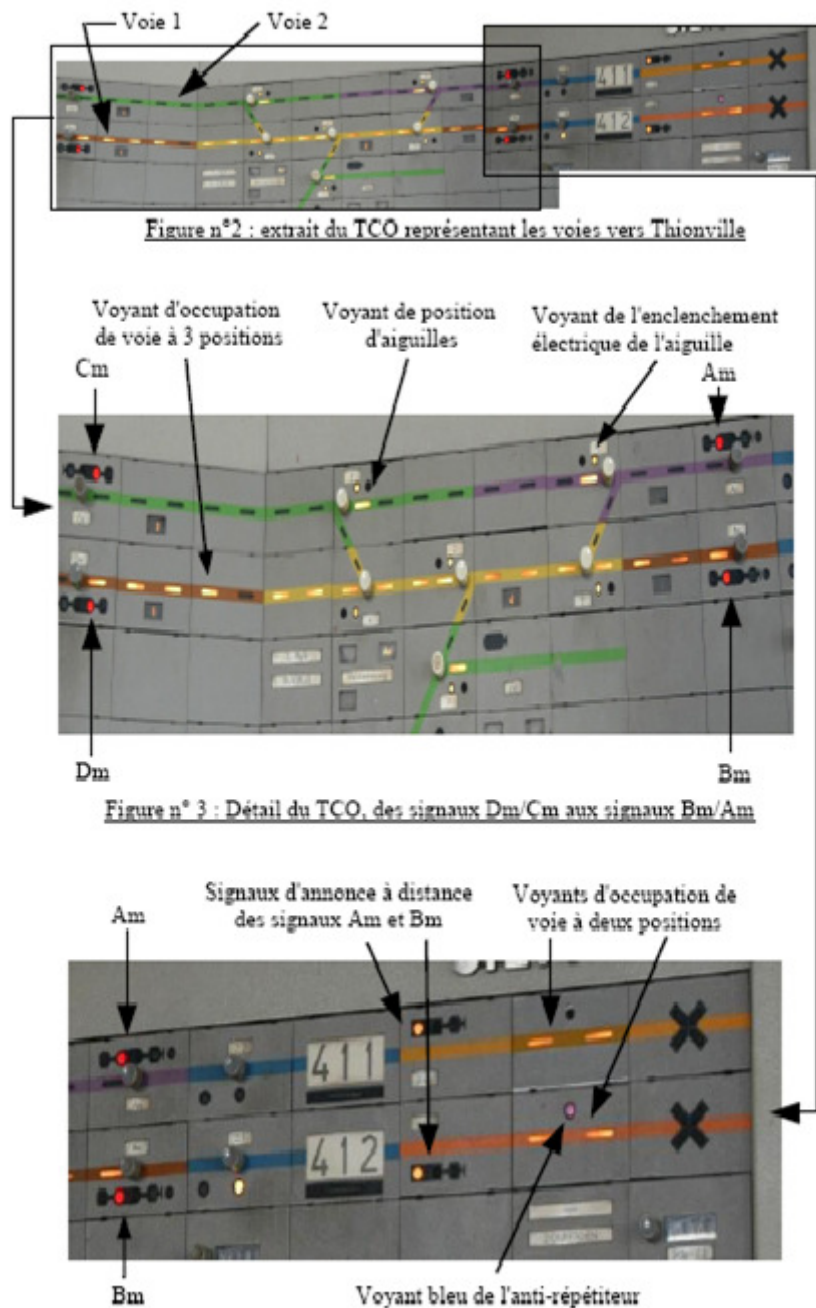 Voie 1
Voie 2
411
412
Figure n°2 : extrait du TCO représentant les voies vers Thionville
Voyant d'occupation
de voie à 3 positions
Voyant de position
d'aiguilles
Voyant de l'enclenchement
électrique de l'aiguille
Cm
Am
Dm
Bm
Figure n° 3 : Détail du TCO, des signaux Dm/Cm aux signaux Bm/Am
Am
Signaux d'annonce à distance
des signaux Am et Bm
Voyants d'occupation de
voie à deux positions
411
412
Bm
Voyant bleu de l'anti-répétiteur